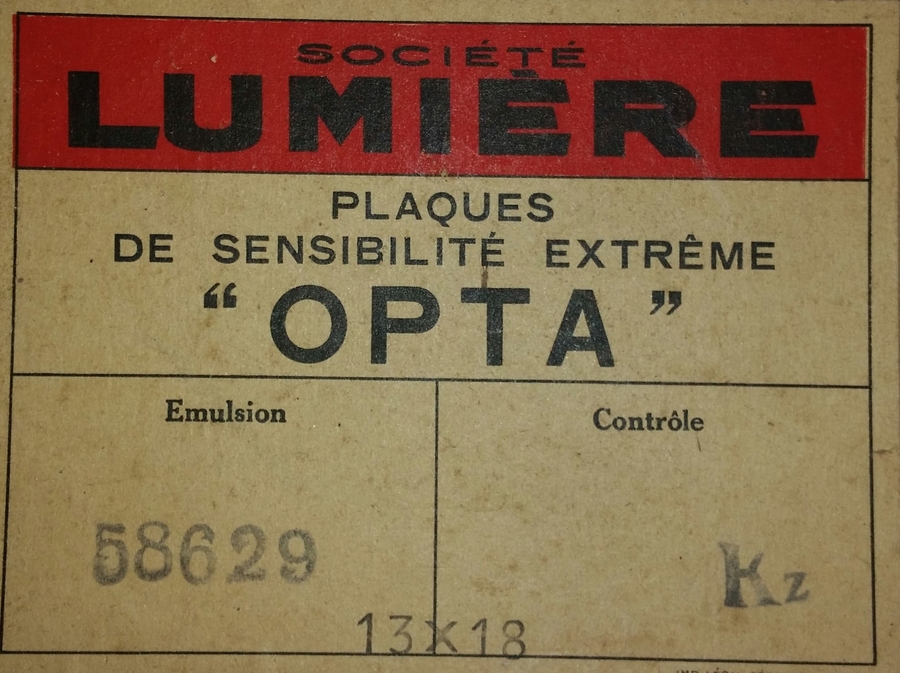 SOCIÉTÉ
LUMIÈRE
PLAQUES
DE SENSIBILITÉ EXTRÊME
“OPTA”
Emulsion
Contrôle
58629
Kz
13X18